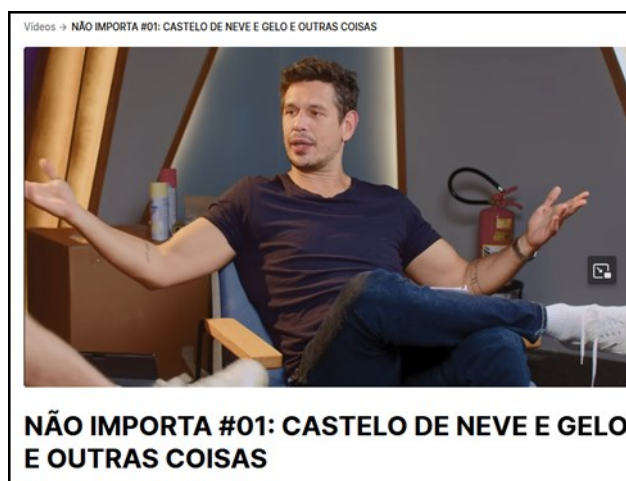 Vídeos → NÃO IMPORTA #01: CASTELO DE NEVE E GELO E OUTRAS COISAS
NÃO IMPORTA #01: CASTELO DE NEVE E GELO
E OUTRAS COISAS